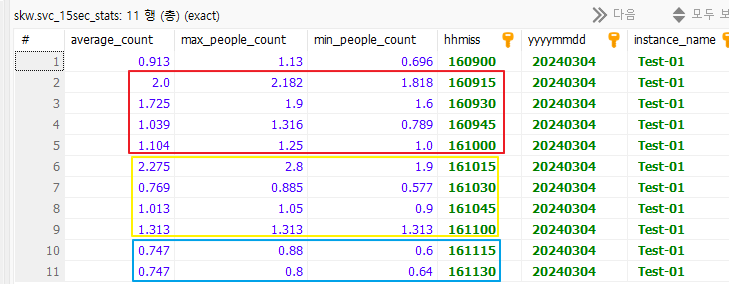 skw.svc_15sec_stats: 11 행 (총) (exact) 다음 모두 보
# average_count max_people_count min_people_count hhmiss yyyymmdd instance_name
1 0.913 1.13 0.696 160900 20240304 Test-01
2 2.0 2.182 1.818 160915 20240304 Test-01
3 1.725 1.9 1.6 160930 20240304 Test-01
4 1.039 1.316 0.789 160945 20240304 Test-01
5 1.104 1.25 1.0 161000 20240304 Test-01
6 2.275 2.8 1.9 161015 20240304 Test-01
7 0.769 0.885 0.577 161030 20240304 Test-01
8 1.013 1.05 0.9 161045 20240304 Test-01
9 1.313 1.313 1.313 161100 20240304 Test-01
10 0.747 0.88 0.6 161115 20240304 Test-01
11 0.747 0.8 0.64 161130 20240304 Test-01